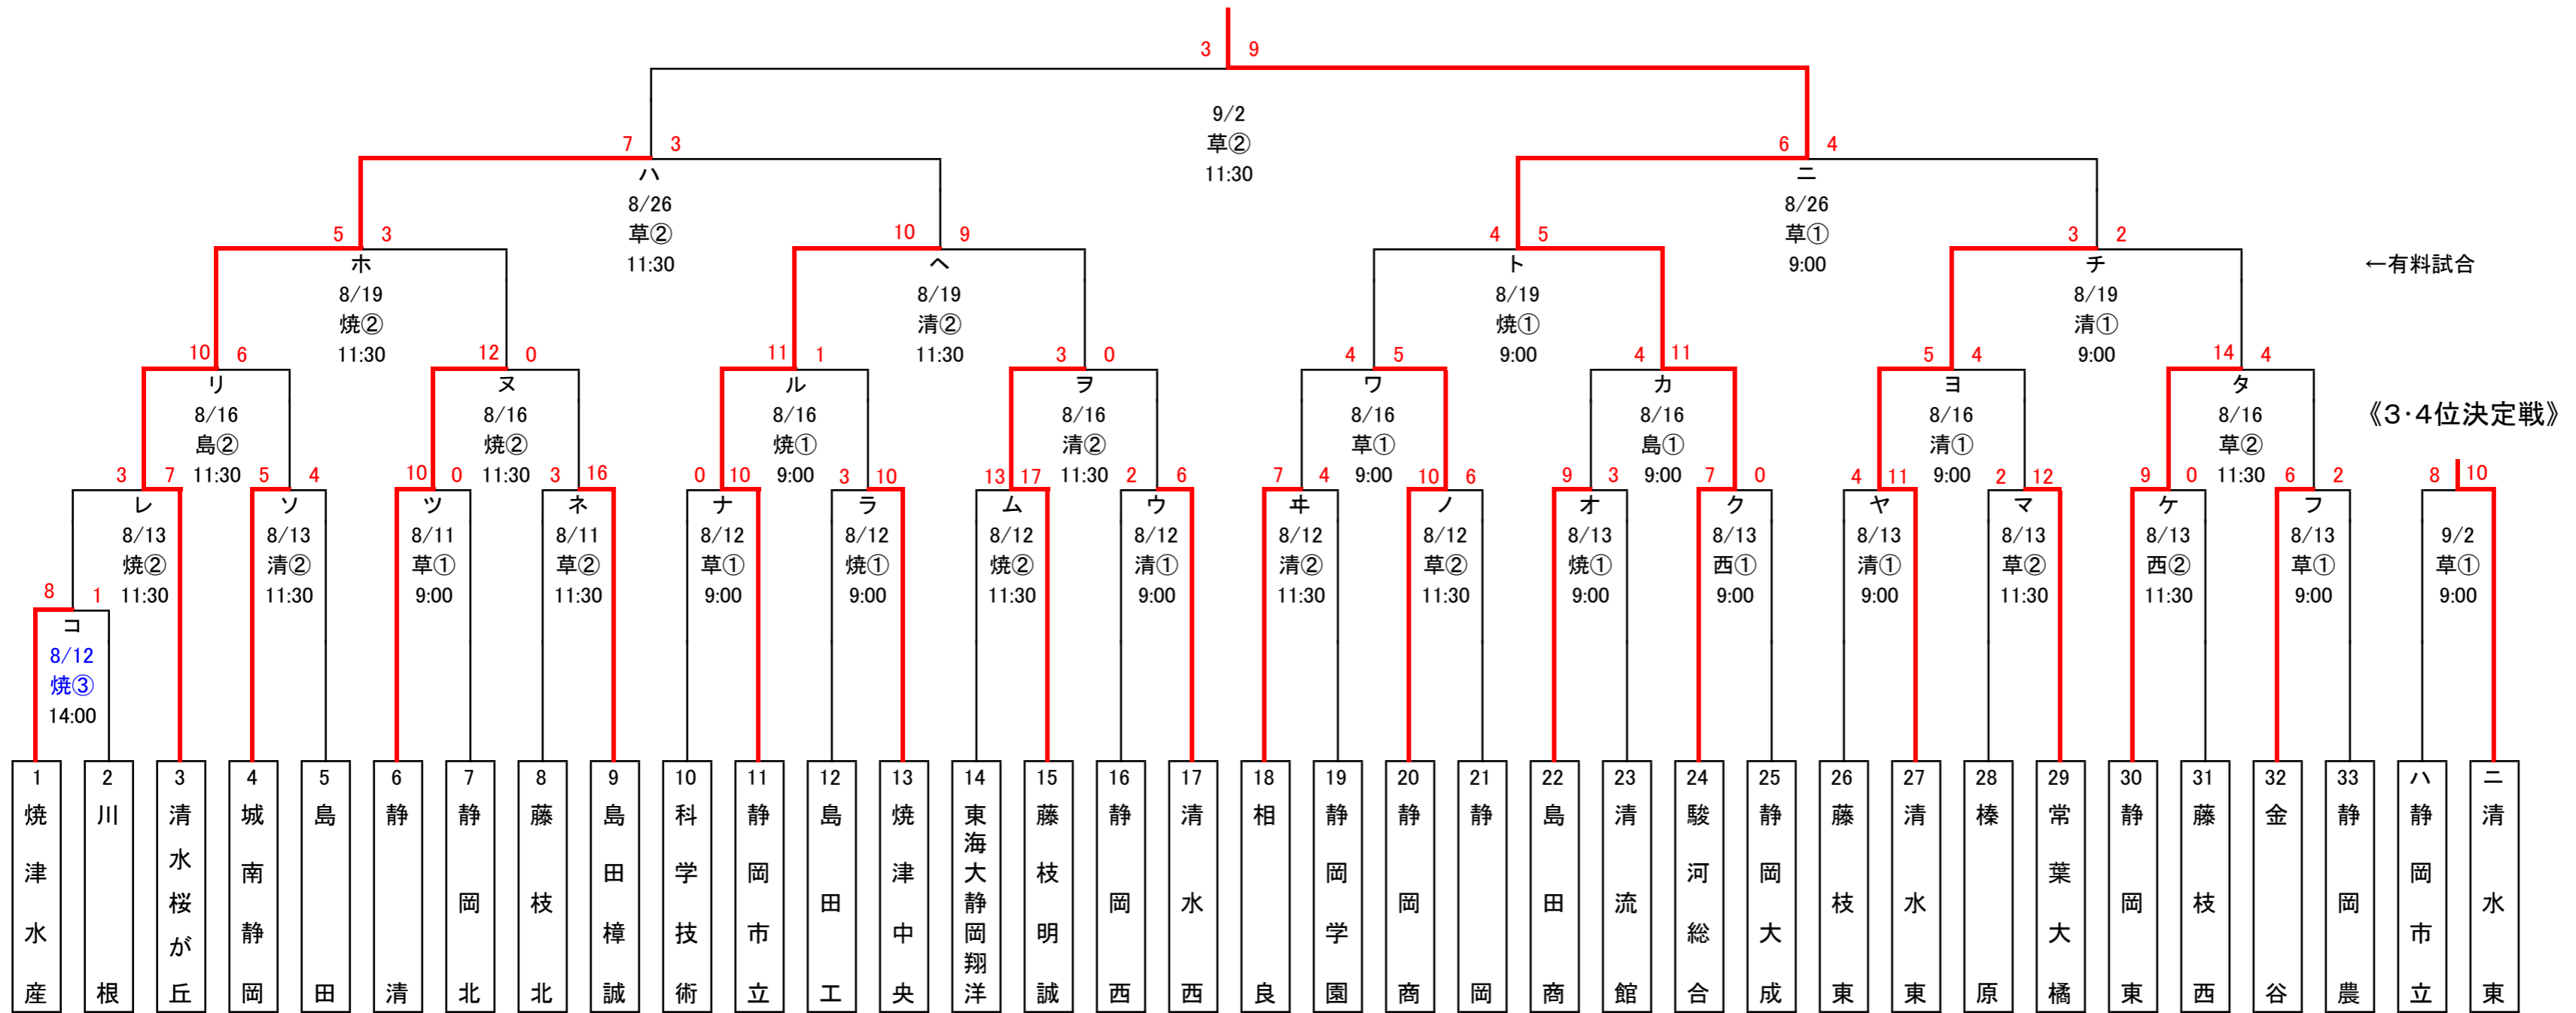 3 9
9/2
草②
11:30
7 3 6 4
ハ ニ
8/26 8/26
草② 草①
11:30 9:00
5 3 10 9 4 5 3 2
ホ ヘ ト チ ←有料試合
8/19 8/19 8/19 8/19
焼② 清② 焼① 清①
11:30 11:30 9:00 9:00
10 6 12 0 11 1 3 0 4 5 4 11 5 4 14 4
リ ヌ ル ヲ ワ カ ヨ タ
8/16 8/16 8/16 8/16 8/16 8/16 8/16 8/16
島② 焼② 焼① 清② 草① 島① 清① 草②
11:30 11:30 9:00 11:30 9:00 9:00 9:00 11:30
《3・4位決定戦》
3 7 5 4 10 0 3 16 0 10 3 10 13 17 2 6 7 4 10 6 9 3 7 0 4 11 2 12 9 0 6 2 8 10
レ ソ ツ ネ ナ ラ ム ウ ヰ ノ オ ク ヤ マ ケ フ
8/13 8/13 8/11 8/11 8/12 8/12 8/12 8/12 8/12 8/12 8/13 8/13 8/13 8/13 8/13 8/13 9/2
焼② 清② 草① 草② 草① 焼① 焼② 清① 清② 草② 焼① 西① 清① 草② 西② 草① 草①
11:30 11:30 9:00 11:30 9:00 9:00 11:30 9:00 11:30 11:30 9:00 9:00 9:00 11:30 11:30 9:00 9:00
8 1
コ
8/12
焼③
14:00
1 焼津水産
2 川根
3 清水桜が丘
4 城南静岡
5 島田
6 静清
7 静岡北
8 藤枝北
9 島田樟誠
10 科学技術
11 静岡市立
12 島田工
13 焼津中央
14 東海大静岡翔洋
15 藤枝明誠
16 静岡西
17 清水西
18 相良
19 静岡学園
20 静岡商
21 静岡
22 島田商
23 清流館
24 駿河総合
25 静岡大成
26 藤枝東
27 清水東
28 榛原
29 常葉大橘
30 静岡東
31 藤枝西
32 金谷
33 静岡農
ハ 静岡市立
ニ 清水東